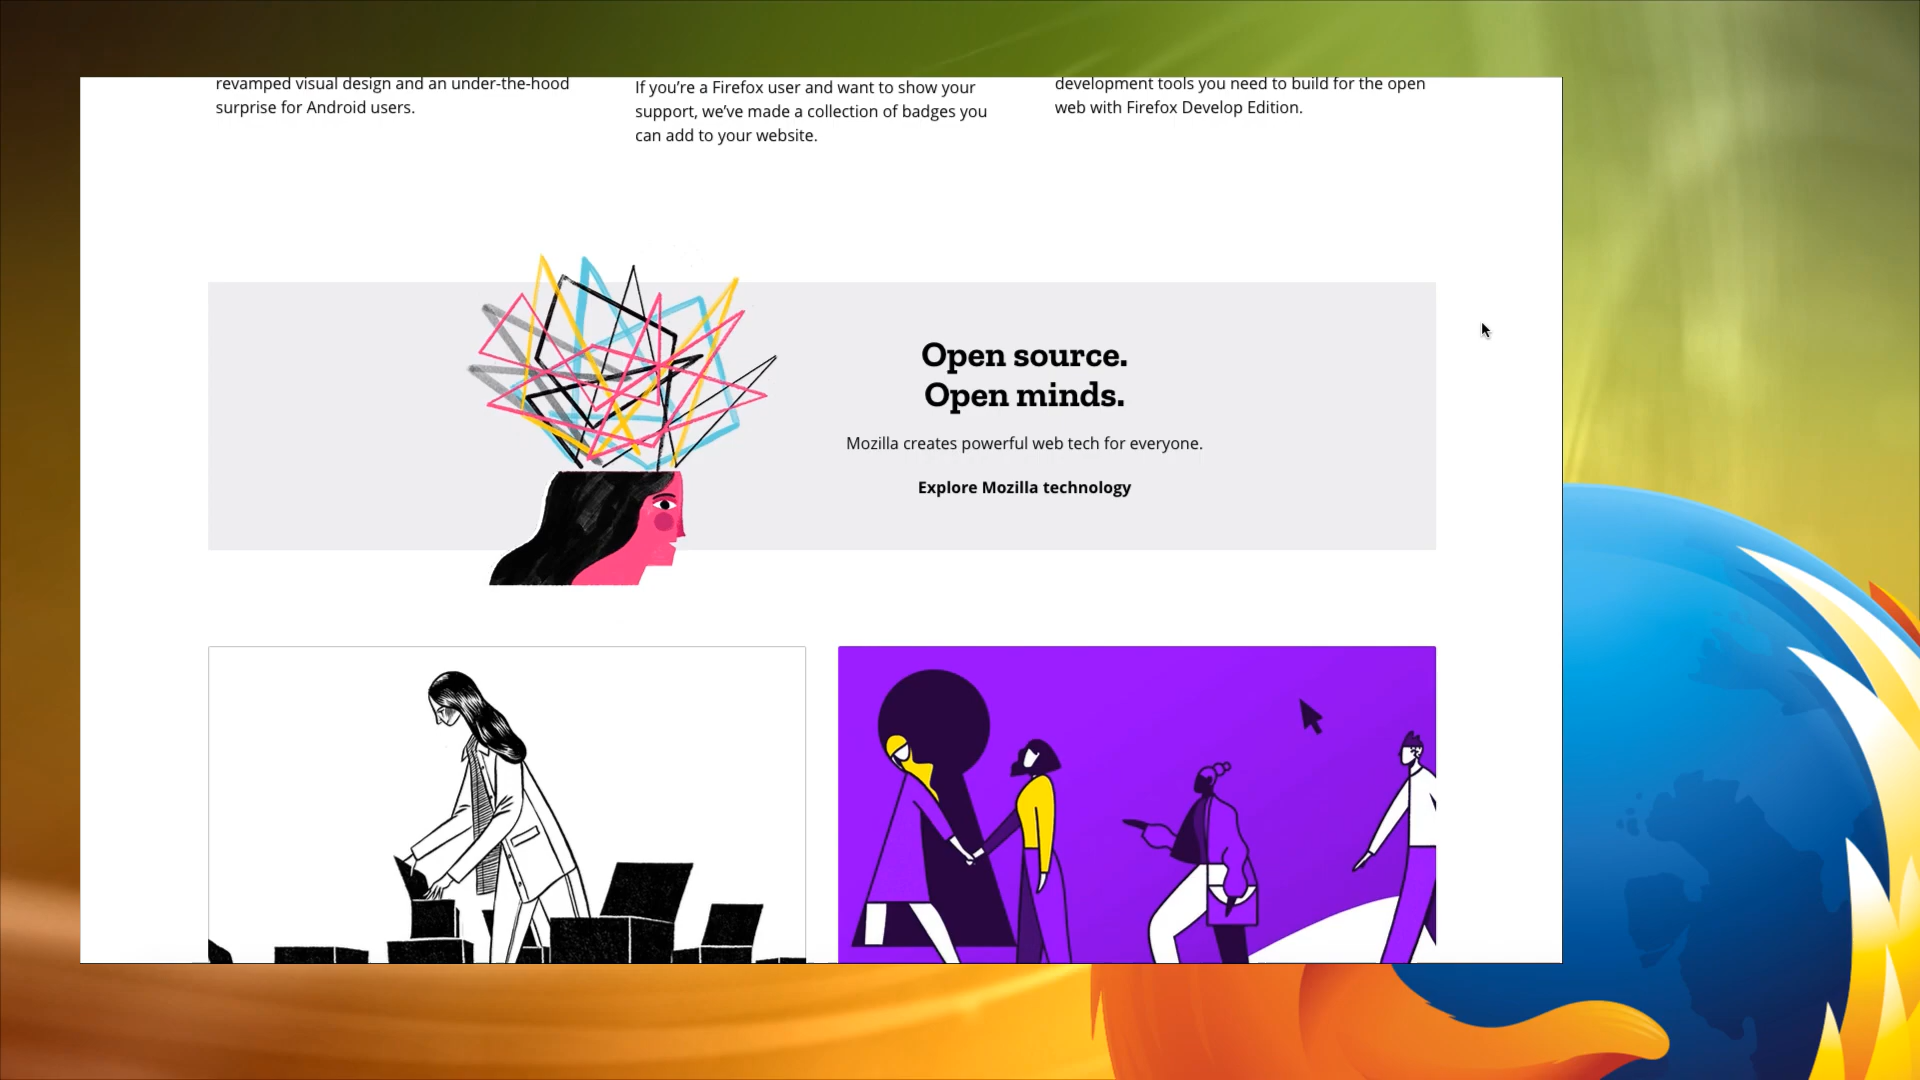 revamped visual design and an under-the-hood
surprise for Android users.
If you’re a Firefox user and want to show your
support, we’ve made a collection of badges you
can add to your website.
development tools you need to build for the open
web with Firefox Develop Edition.
Open source.
Open minds.
Mozilla creates powerful web tech for everyone.
Explore Mozilla technology